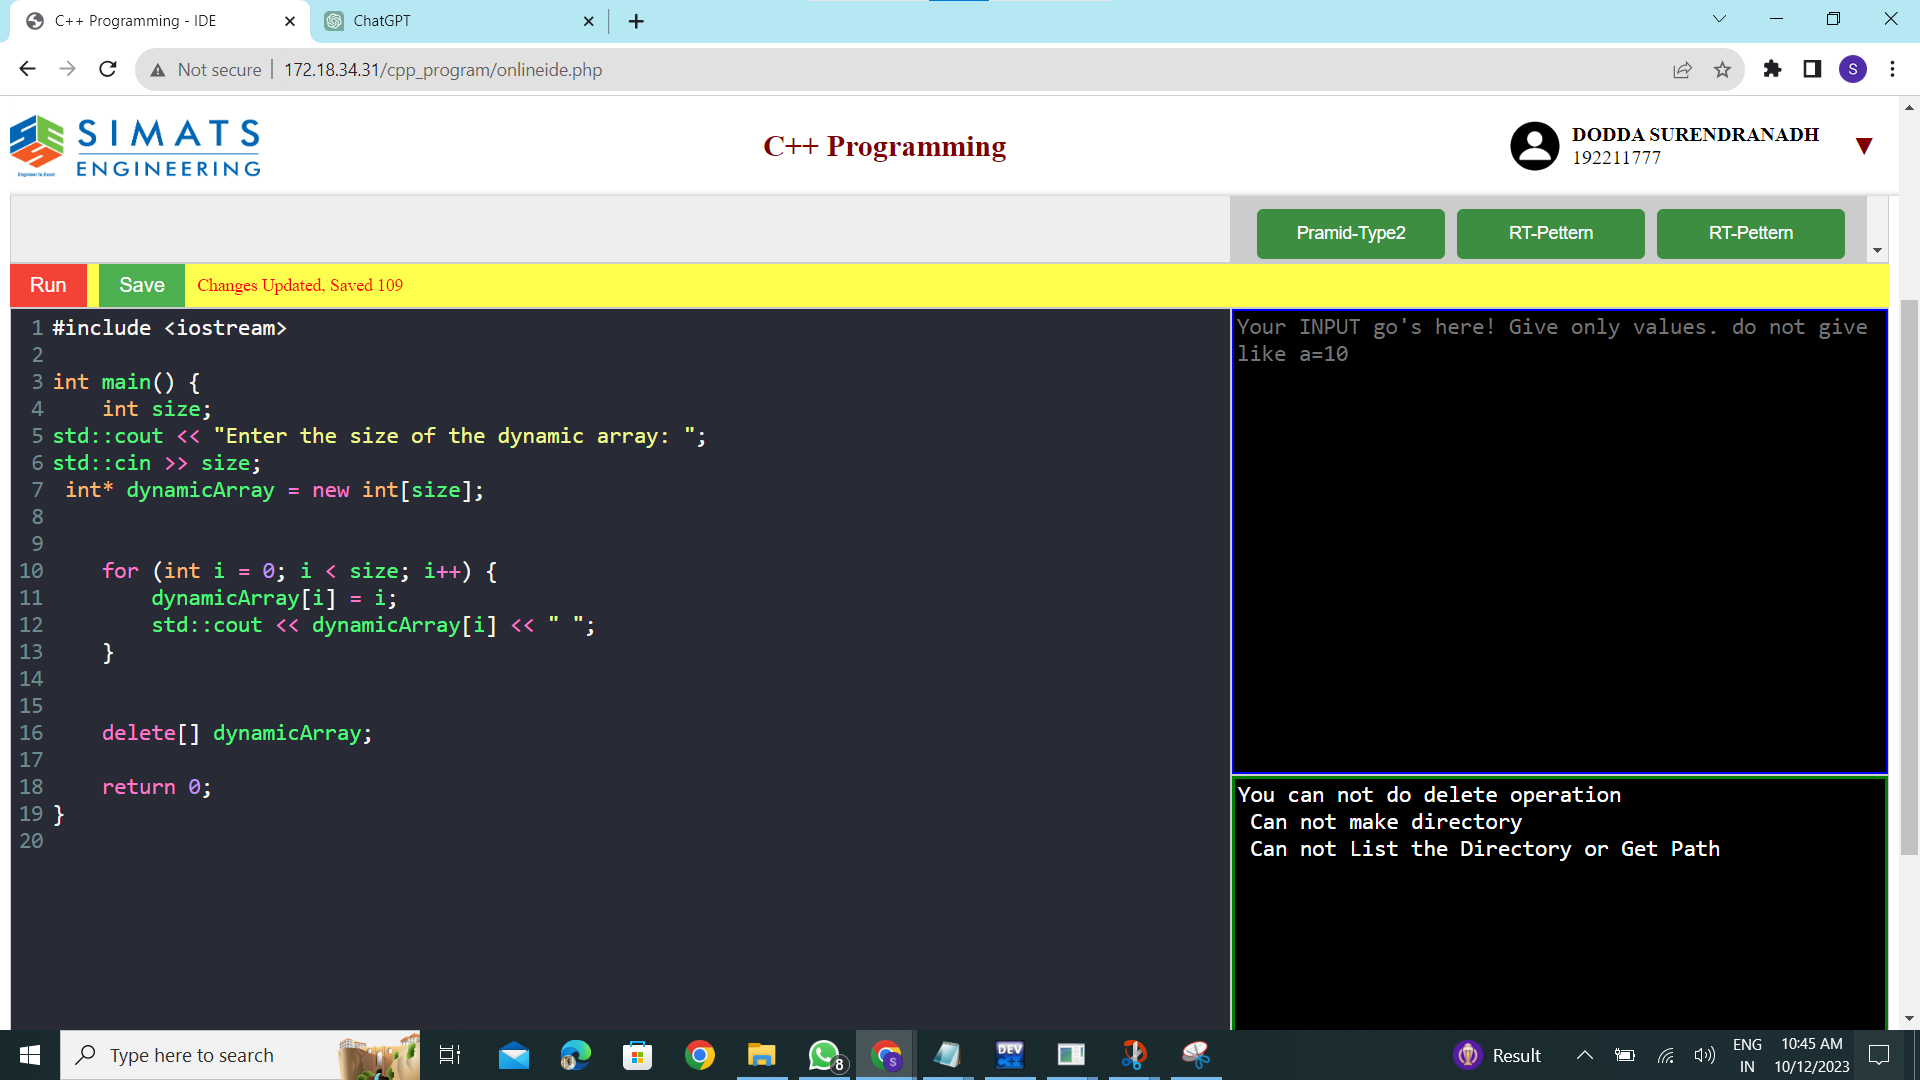 C++ Programming - IDE
ChatGPT
Not secure
172.18.34.31/cpp_program/onlineide.php
S
SIMATS
ENGINEERING
Engineer to Excel
C++ Programming
DODDA SURENDRANADH
192211777
Pramid-Type2
RT-Pettern
RT-Pettern
Run
Save
Changes Updated, Saved 109
1 #include <iostream>
2
3 int main() {
4     int size;
5 std::cout << "Enter the size of the dynamic array: ";
6 std::cin >> size;
7  int* dynamicArray = new int[size];
8
9
10     for (int i = 0; i < size; i++) {
11         dynamicArray[i] = i;
12         std::cout << dynamicArray[i] << " ";
13     }
14
15
16     delete[] dynamicArray;
17
18     return 0;
19 }
20
Your INPUT go's here! Give only values. do not give
like a=10
You can not do delete operation
Can not make directory
Can not List the Directory or Get Path
Type here to search
8
S
DEV
C++
Result
ENG
IN
10:45 AM
10/12/2023